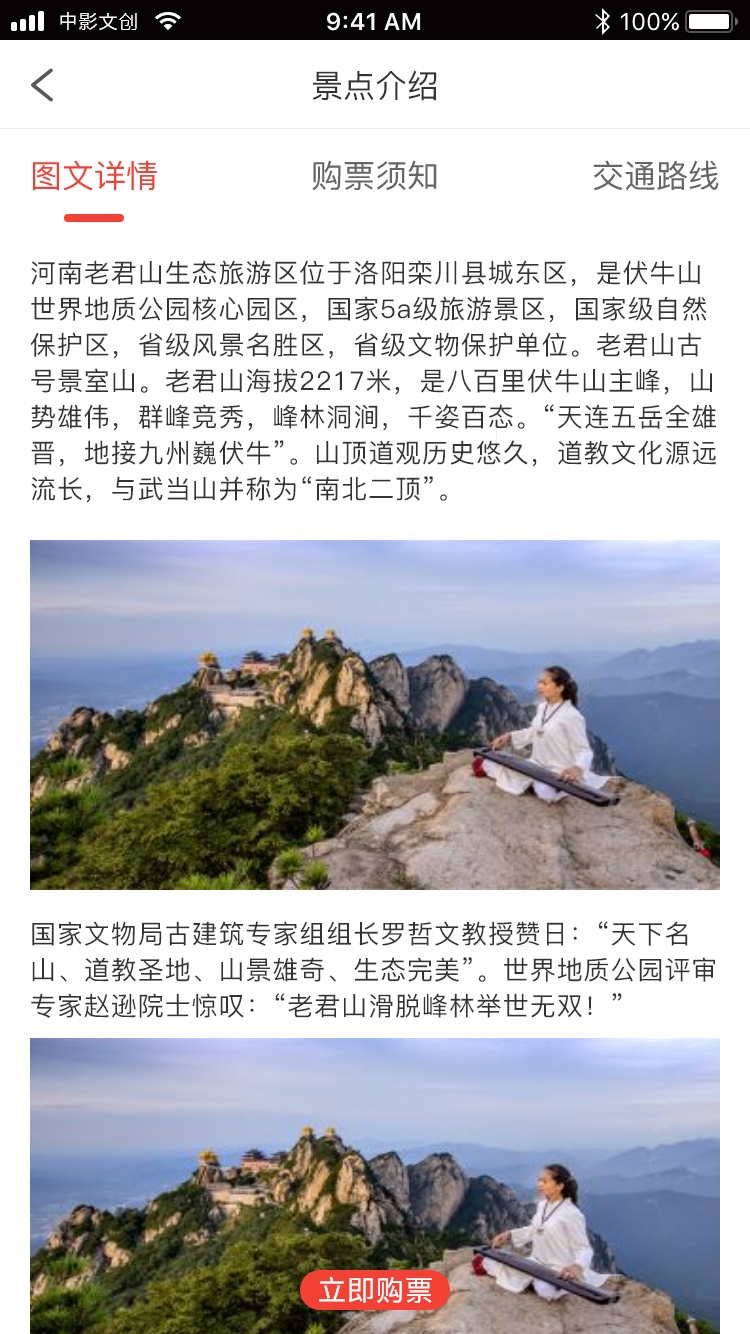 中影文创 9:41 AM 100%
景点介绍
图文详情 购票须知 交通路线
河南老君山生态旅游区位于洛阳栾川县城东区，是伏牛山
世界地质公园核心园区，国家5a级旅游景区，国家级自然
保护区，省级风景名胜区，省级文物保护单位。老君山古
号景室山。老君山海拔2217米，是八百里伏牛山主峰，山
势雄伟，群峰竞秀，峰林洞涧，千姿百态。“天连五岳全雄
晋，地接九州巍伏牛”。山顶道观历史悠久，道教文化源远
流长，与武当山并称为“南北二顶”。
国家文物局古建筑专家组组长罗哲文教授赞日：“天下名
山、道教圣地、山景雄奇、生态完美”。世界地质公园评审
专家赵逊院士惊叹：“老君山滑脱峰林举世无双！”
立即购票